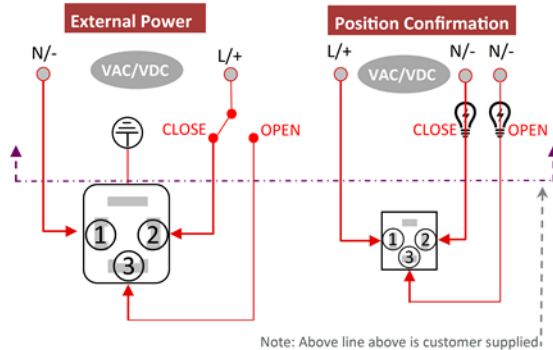 External Power
Position Confirmation
N/-
VAC/VDC
L/+
L/+
VAC/VDC
N/-
N/-
CLOSE
OPEN
CLOSE
OPEN
1
2
3
1
2
3
Note: Above line above is customer supplied